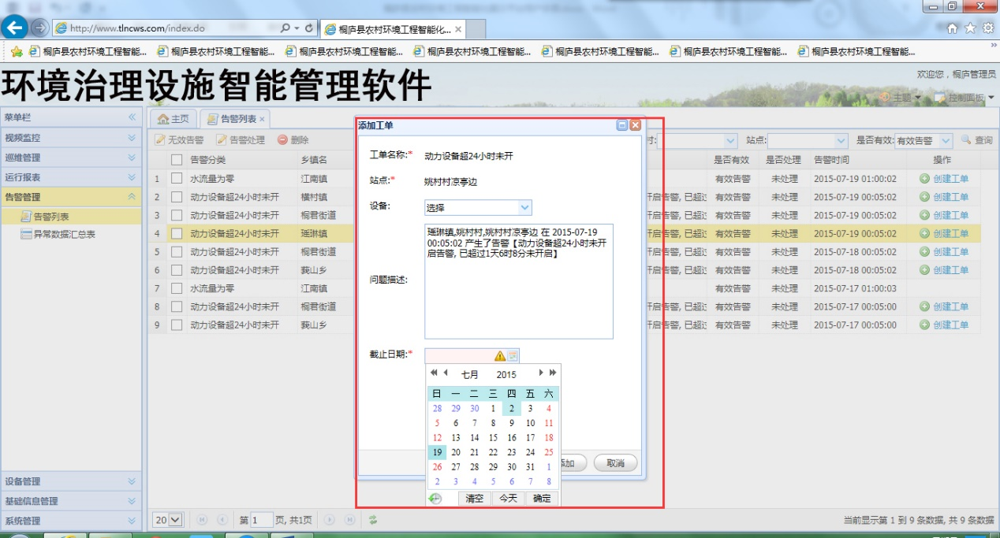 http://www.tlncws.com/index.do
桐庐县农村环境工程智能化...
桐庐县农村环境工程智能... 桐庐县农村环境工程智能... 桐庐县农村环境工程智能... 桐庐县农村环境工程智能... 桐庐县农村环境工程智能... 桐庐县农村环境工程智能... 桐庐县农村环境工程智能...
环境治理设施智能管理软件
欢迎您，桐庐管理员
主题 控制面板
菜单栏
视频监控
巡维管理
运行报表
告警管理
告警列表
异常数据汇总表
设备管理
基础信息管理
系统管理
主页 告警列表
无效告警 告警处理 删除
站点: 是否有效: 有效告警 查询
告警分类 乡镇名 是否有效 是否处理 告警时间 操作
1 水流量为零 江南镇 有效告警 未处理 2015-07-19 01:00:02 创建工单
2 动力设备超24小时未开 横村镇 开启告警, 已超过 有效告警 未处理 2015-07-19 00:05:02 创建工单
3 动力设备超24小时未开 桐君街道 开启告警, 已超过 有效告警 未处理 2015-07-19 00:05:02 创建工单
4 动力设备超24小时未开 瑶琳镇 开启告警, 已超过 有效告警 未处理 2015-07-19 00:05:02 创建工单
5 动力设备超24小时未开 桐君街道 开启告警, 已超过 有效告警 未处理 2015-07-18 00:05:02 创建工单
6 动力设备超24小时未开 莪山乡 开启告警, 已超过 有效告警 未处理 2015-07-18 00:05:02 创建工单
7 水流量为零 江南镇 有效告警 未处理 2015-07-17 01:00:03
8 动力设备超24小时未开 桐君街道 开启告警, 已超过 有效告警 未处理 2015-07-17 00:05:00 创建工单
9 动力设备超24小时未开 莪山乡 开启告警, 已超过 有效告警 未处理 2015-07-17 00:05:00 创建工单
添加工单
工单名称:* 动力设备超24小时未开
站点:* 姚村村凉亭边
设备: 选择
问题描述:
瑶琳镇,姚村村,姚村村凉亭边 在 2015-07-19
00:05:02 产生了告警【动力设备超24小时未开
启告警, 已超过1天6时8分未开启】
截止日期:*
七月 2015
日 一 二 三 四 五 六
28 29 30 1 2 3 4
5 6 7 8 9 10 11
12 13 14 15 16 17 18
19 20 21 22 23 24 25
26 27 28 29 30 31 1
2 3 4 5 6 7 8
清空 今天 确定
添加 取消
20 第 1 页, 共1页
当前显示第 1 到 9 条数据, 共 9 条数据